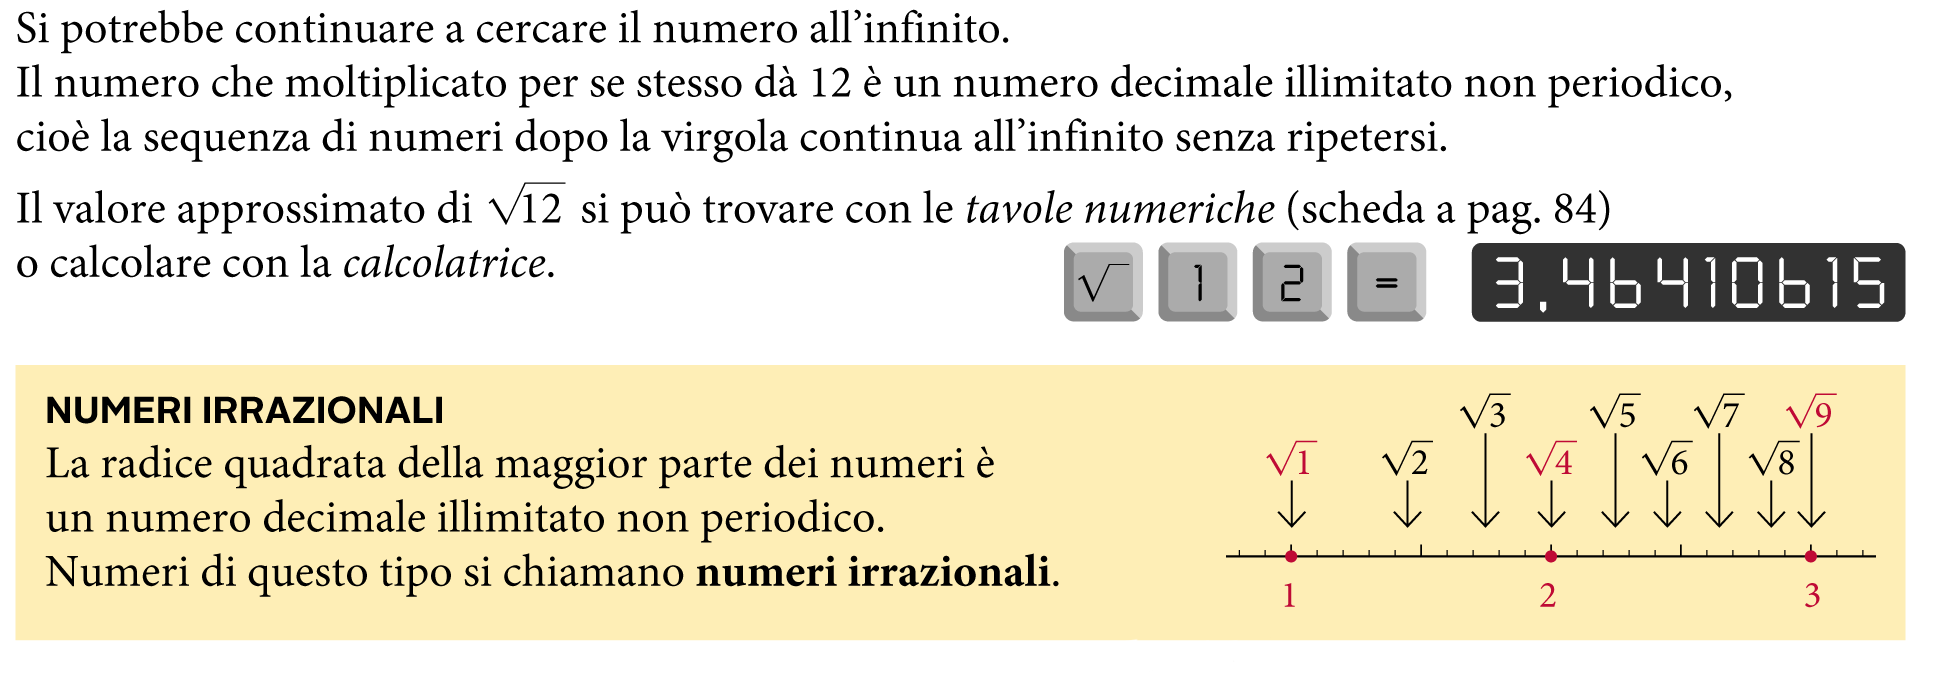 Si potrebbe continuare a cercare il numero all’infinito.
Il numero che moltiplicato per se stesso dà 12 è un numero decimale illimitato non periodico,
cioè la sequenza di numeri dopo la virgola continua all’infinito senza ripetersi.
Il valore approssimato di √12 si può trovare con le tavole numeriche (scheda a pag. 84)
o calcolare con la calcolatrice.
√ 1 2 = 3,46410615
NUMERI IRRAZIONALI
La radice quadrata della maggior parte dei numeri è
un numero decimale illimitato non periodico.
Numeri di questo tipo si chiamano numeri irrazionali.
√3 √5 √7 √9
√1 √2 √4 √6 √8
1 2 3